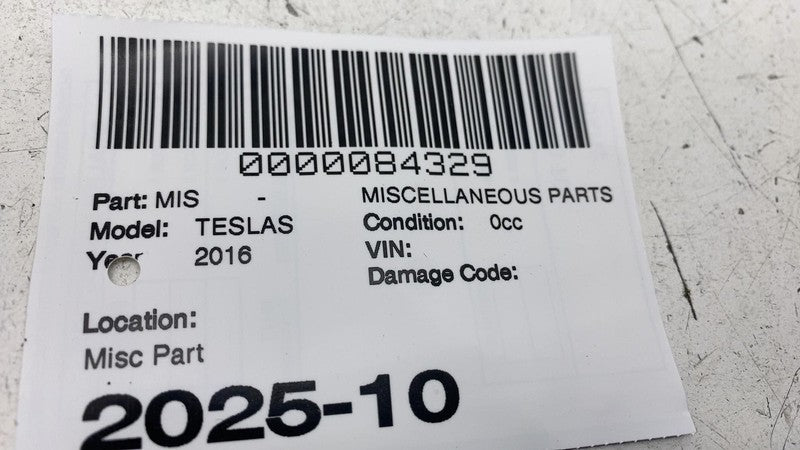 0000084329
Part: MIS - MISCELLANEOUS PARTS
Model: TESLAS Condition: 0cc
Year 2016 VIN:
Damage Code:
Location:
Misc Part
2025-10